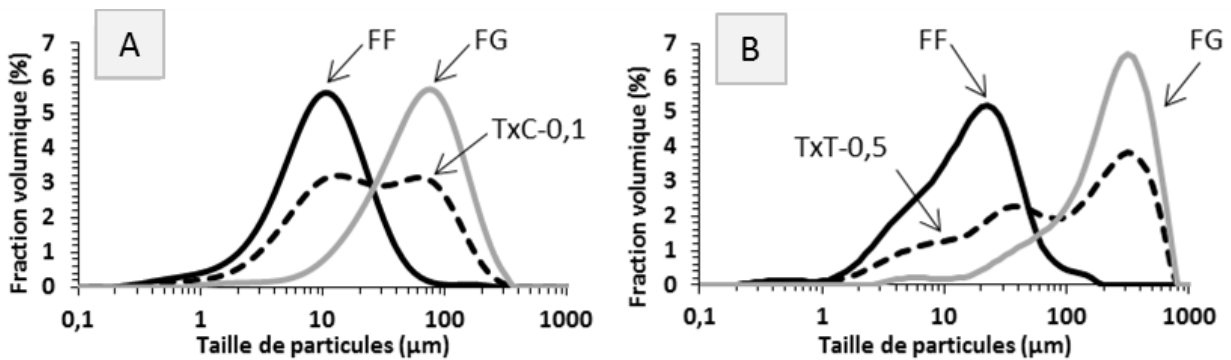 A
FF
FG
TxC-0,1
Fraction volumique (%)
7
6
5
4
3
2
1
0
0,1 1 10 100 1000
Taille de particules (µm)
B
FF
FG
TxT-0,5
Fraction volumique (%)
7
6
5
4
3
2
1
0
0,1 1 10 100 1000
Taille de particules (µm)